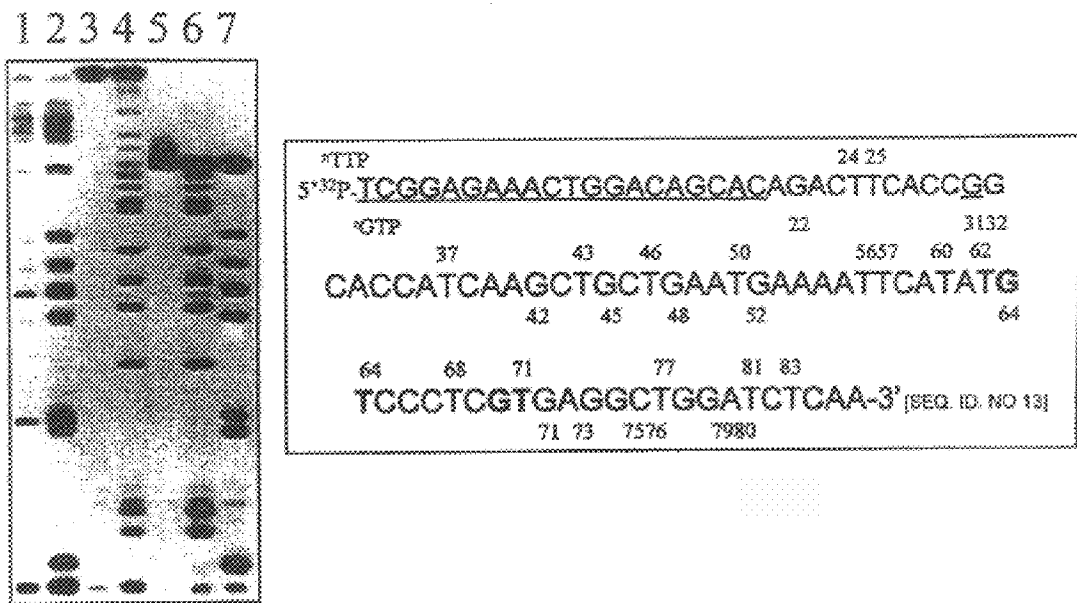 1 2 3 4 5 6 7
*TTP 24 25
5'³²P-TCGGAGAAACTGGACAGCACAGACTTCACCGG
*GTP 22 3132
37 43 46 50 5657 60 62
CACCATCAAGCTGCTGAATGAAAATTCATATG
42 45 48 52 64
64 68 71 77 81 83
TCCCTCGTGAGGCTGGATCTCAA-3' [SEQ. ID. NO 13]
71 73 7576 7980